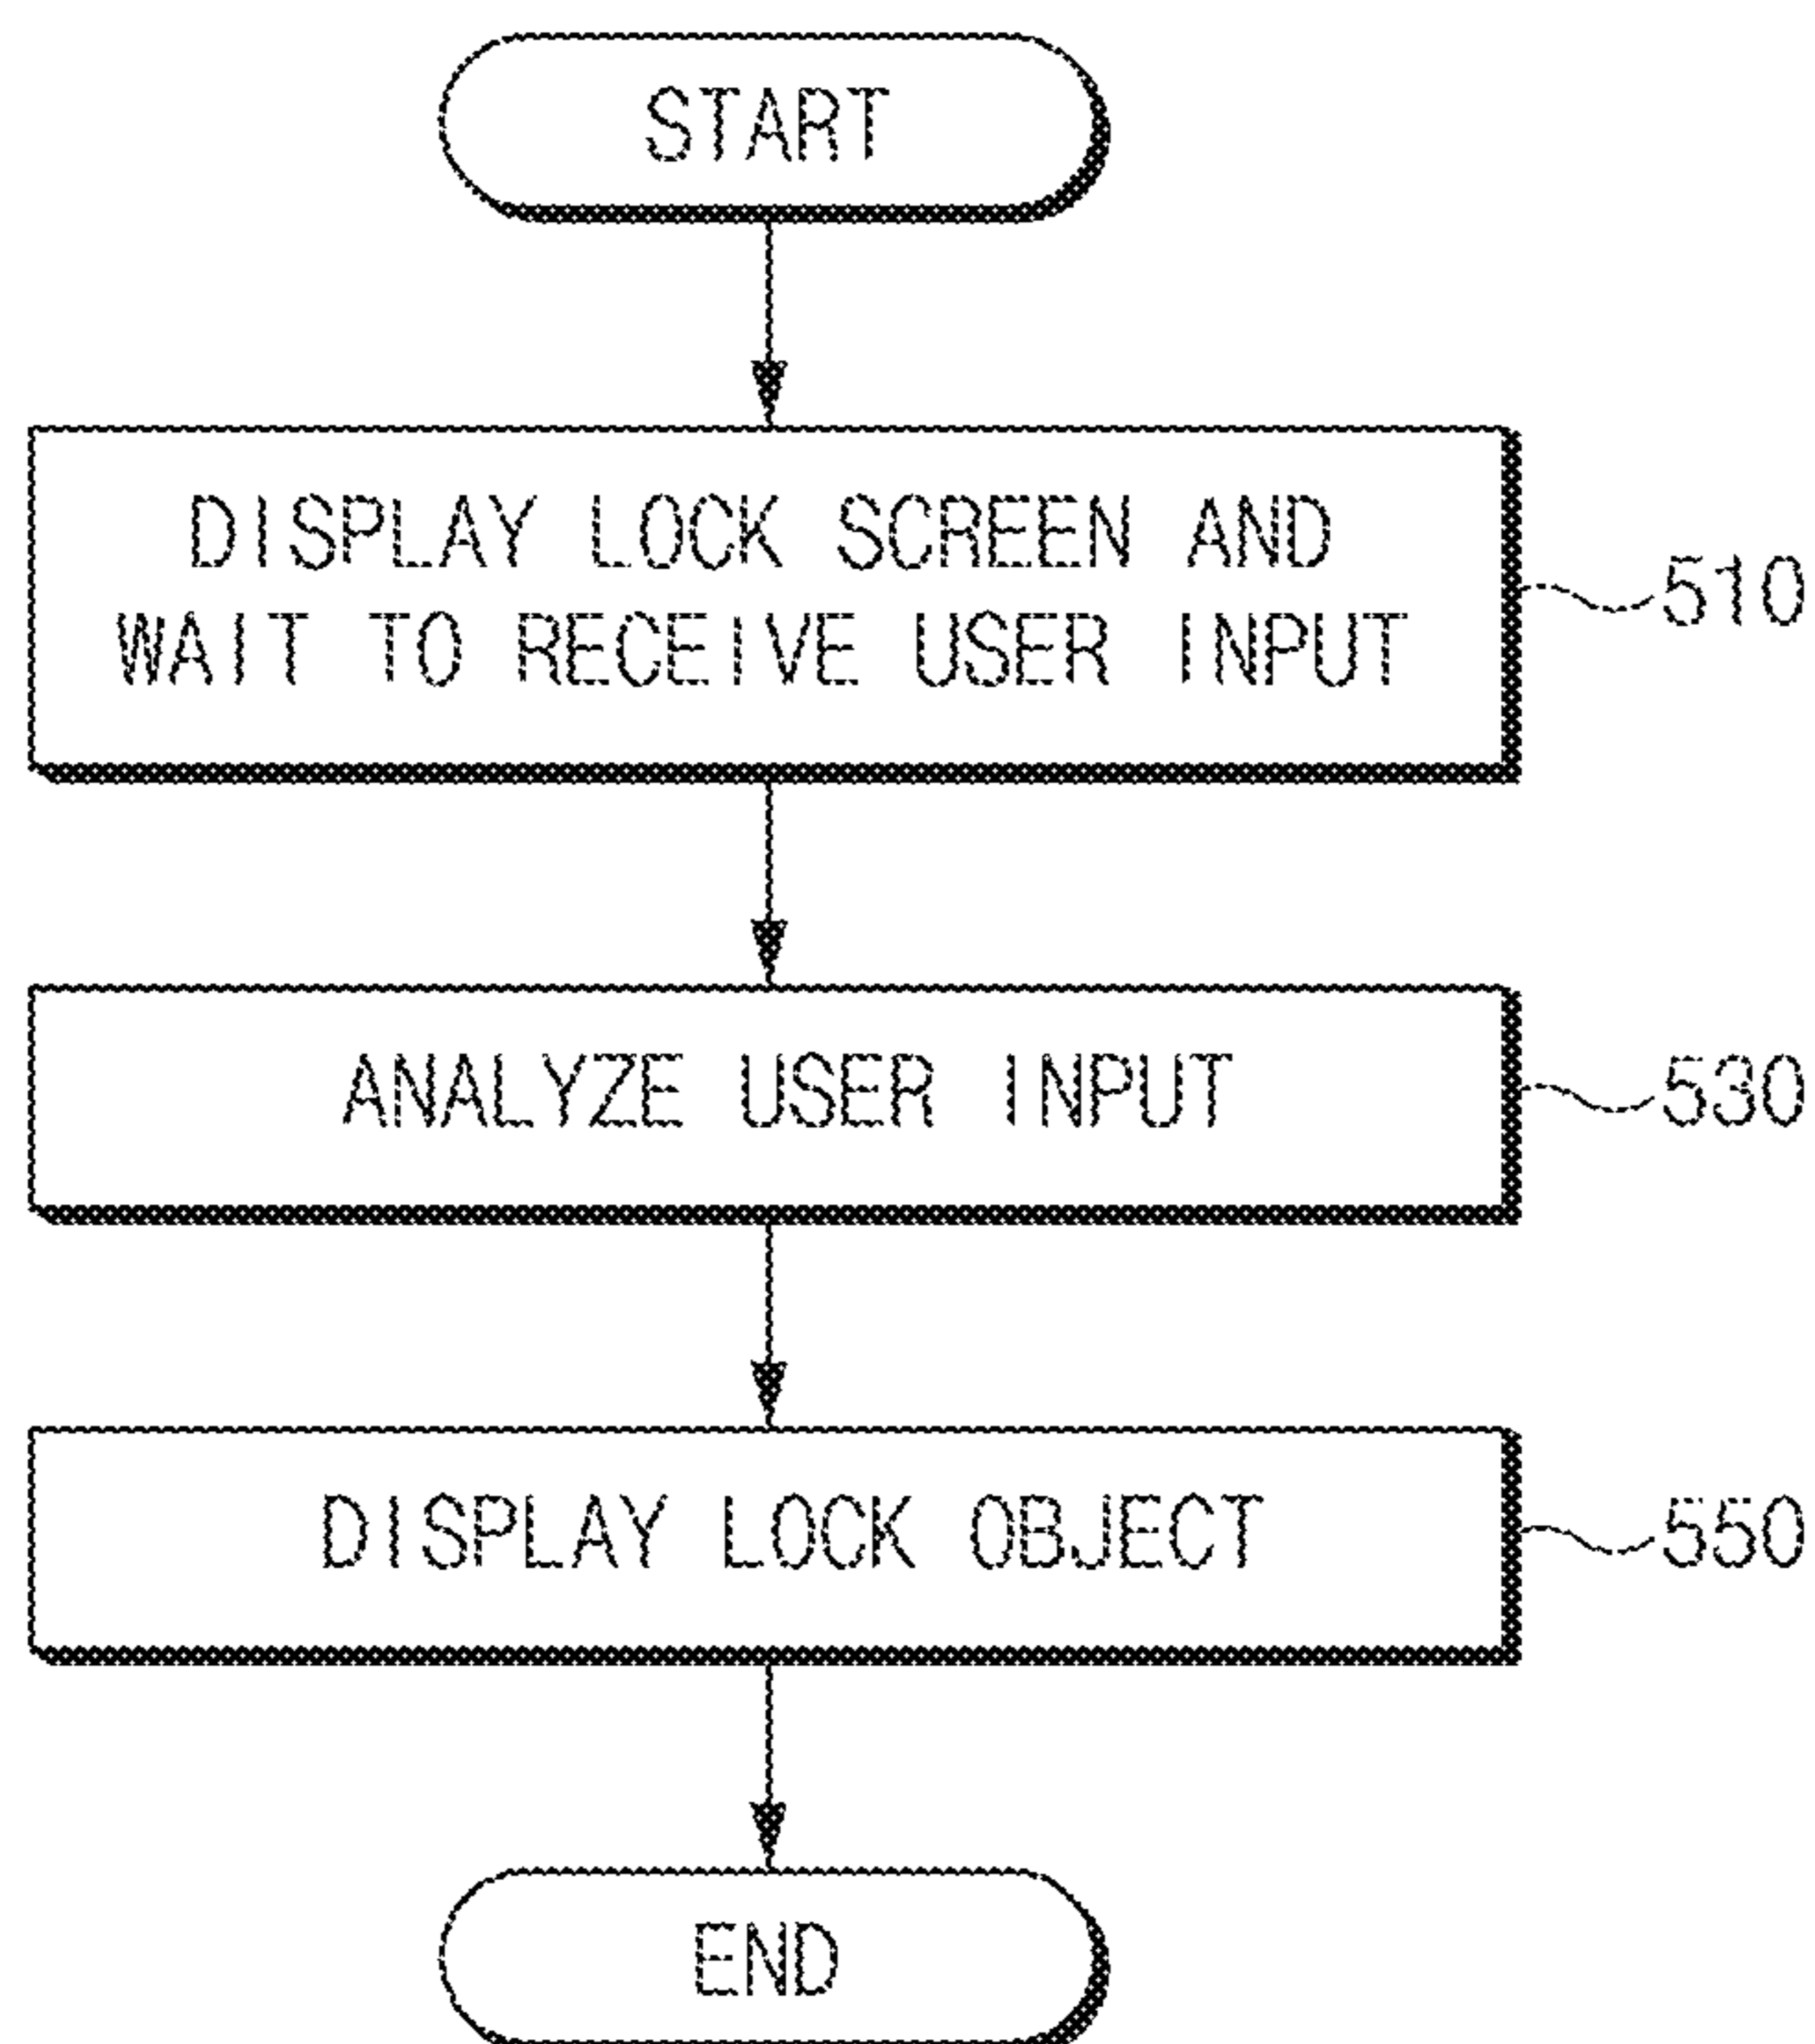 START
DISPLAY LOCK SCREEN AND
WAIT TO RECEIVE USER INPUT
510
ANALYZE USER INPUT
530
DISPLAY LOCK OBJECT
550
END